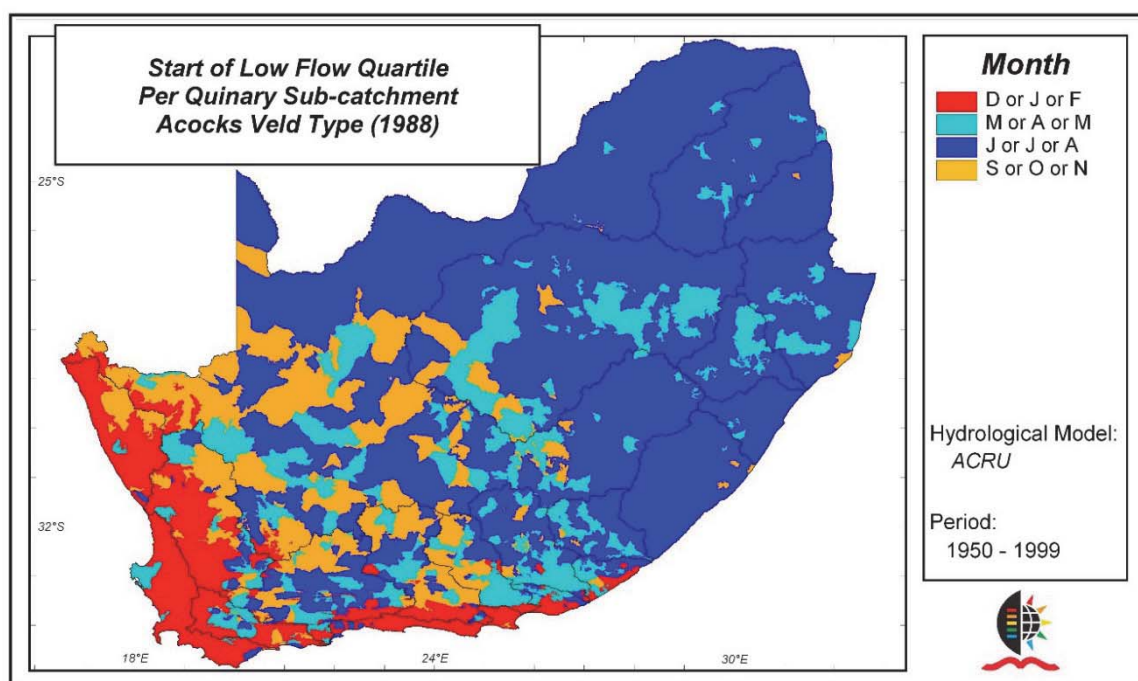 Start of Low Flow Quartile
Per Quinary Sub-catchment
Acocks Veld Type (1988)
Month
D or J or F
M or A or M
J or J or A
S or O or N
25°S
32°S
18°E
24°E
30°E
Hydrological Model:
ACRU
Period:
1950 - 1999